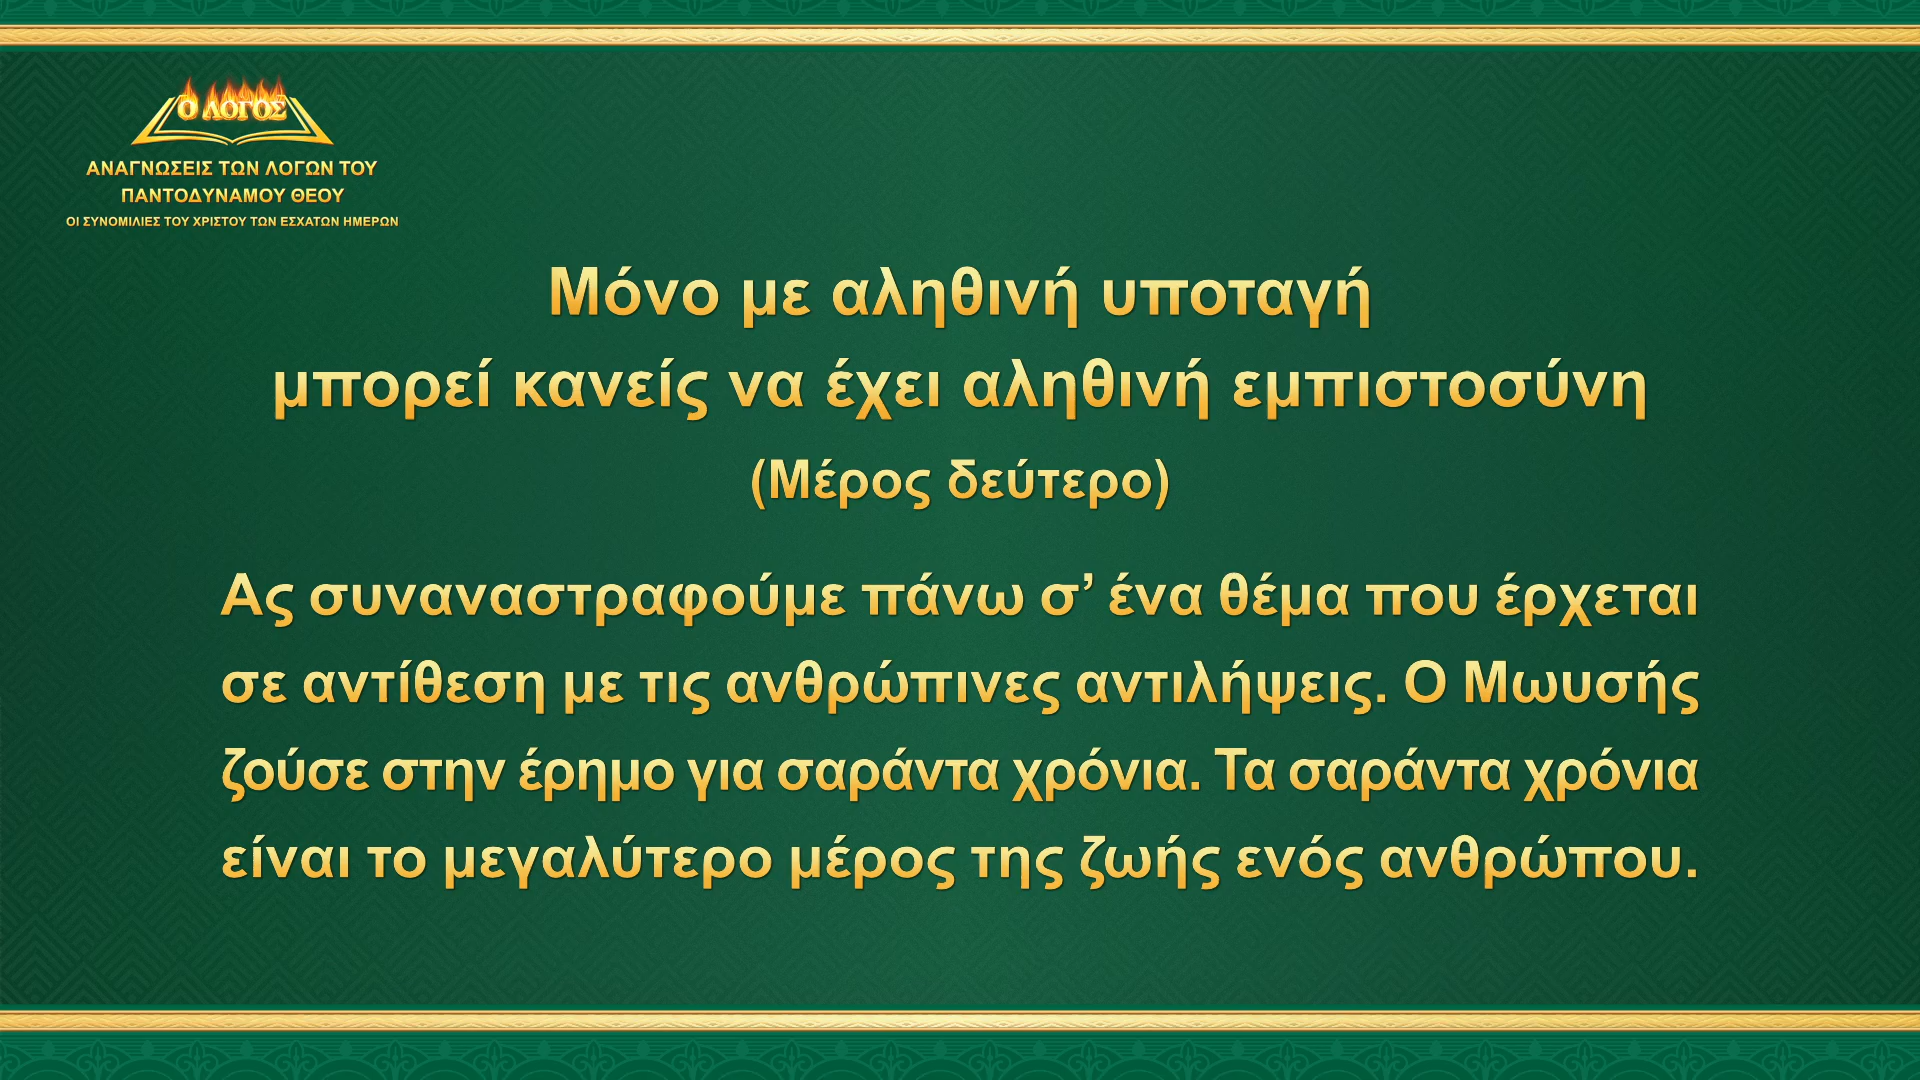 Ο ΛΟΓΟΣ
ΑΝΑΓΝΩΣΕΙΣ ΤΩΝ ΛΟΓΩΝ ΤΟΥ
ΠΑΝΤΟΔΥΝΑΜΟΥ ΘΕΟΥ
ΟΙ ΣΥΝΟΜΙΛΙΕΣ ΤΟΥ ΧΡΙΣΤΟΥ ΤΩΝ ΕΣΧΑΤΩΝ ΗΜΕΡΩΝ
Μόνο με αληθινή υποταγή
μπορεί κανείς να έχει αληθινή εμπιστοσύνη
(Μέρος δεύτερο)
Ας συναναστραφούμε πάνω σ’ ένα θέμα που έρχεται
σε αντίθεση με τις ανθρώπινες αντιλήψεις. Ο Μωυσής
ζούσε στην έρημο για σαράντα χρόνια. Τα σαράντα χρόνια
είναι το μεγαλύτερο μέρος της ζωής ενός ανθρώπου.